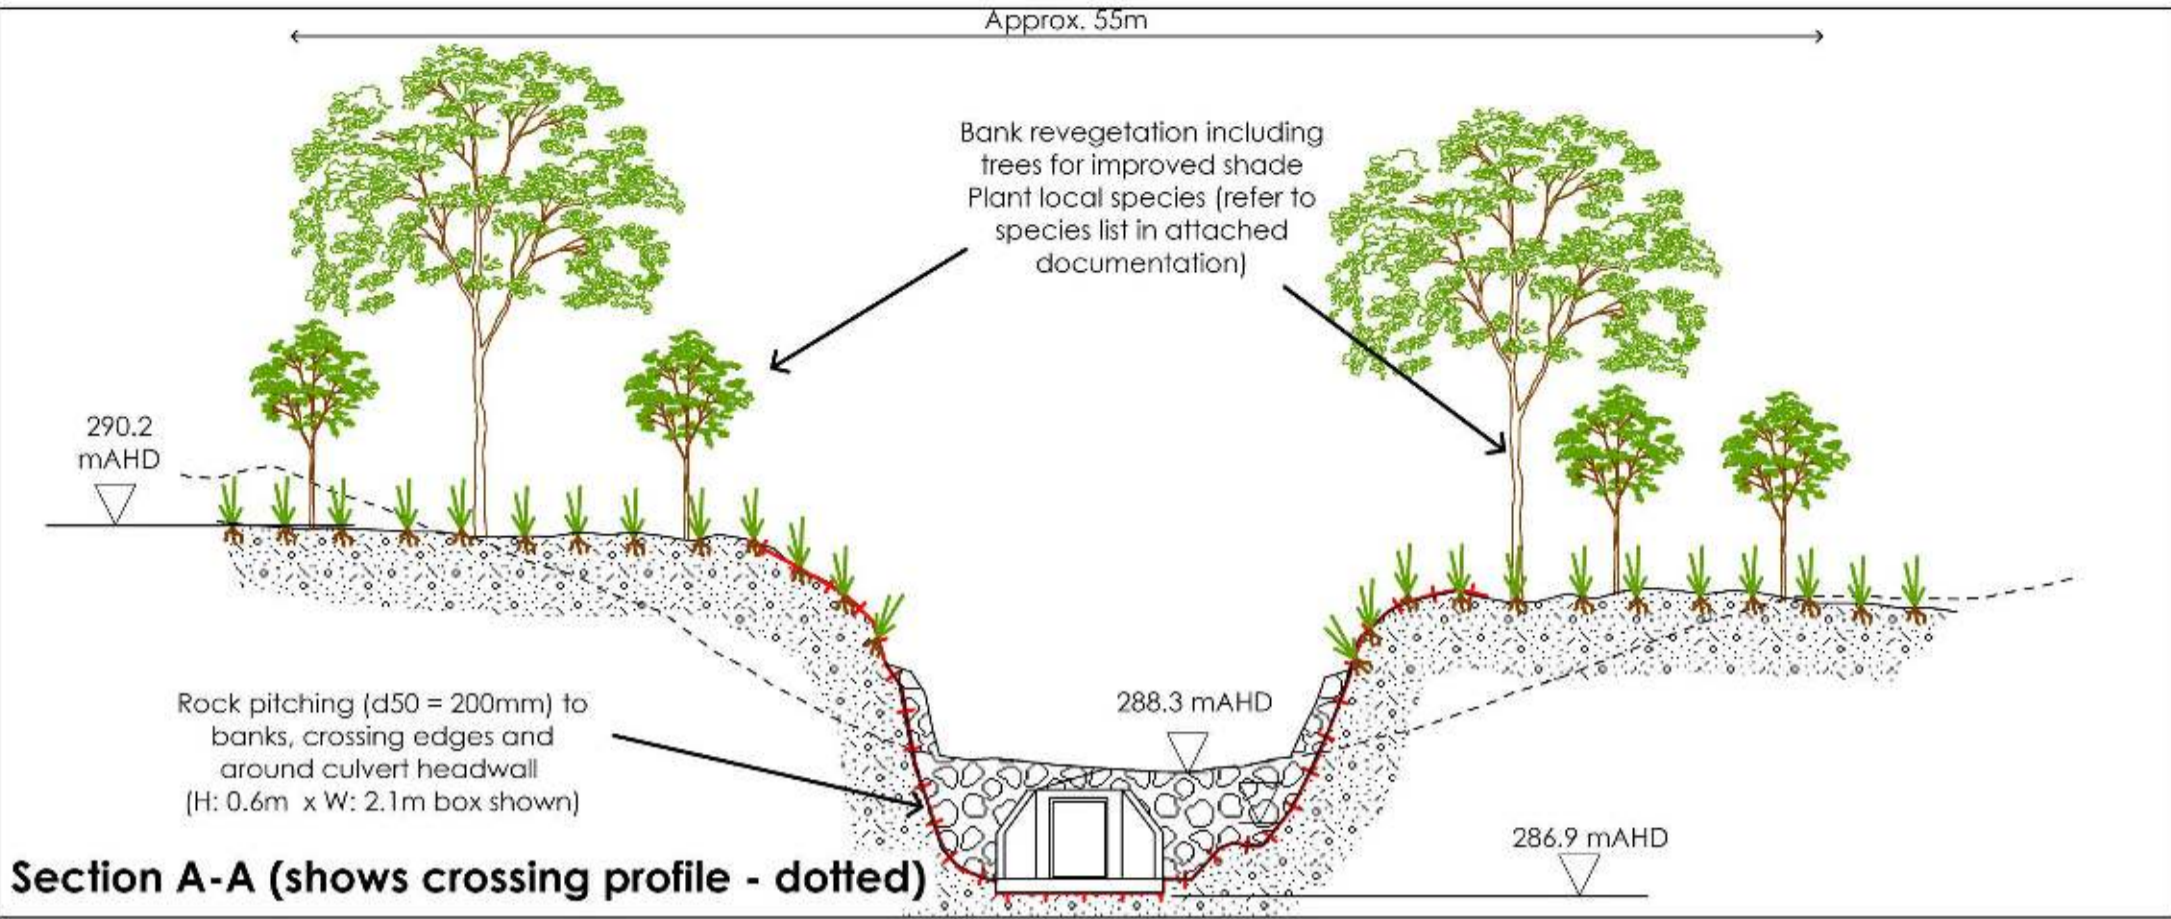 Approx. 55m
Bank revegetation including
trees for improved shade
Plant local species (refer to
species list in attached
documentation)
290.2
mAHD
Rock pitching (d50 = 200mm) to
banks, crossing edges and
around culvert headwall
(H: 0.6m x W: 2.1m box shown)
288.3 mAHD
286.9 mAHD
Section A-A (shows crossing profile - dotted)